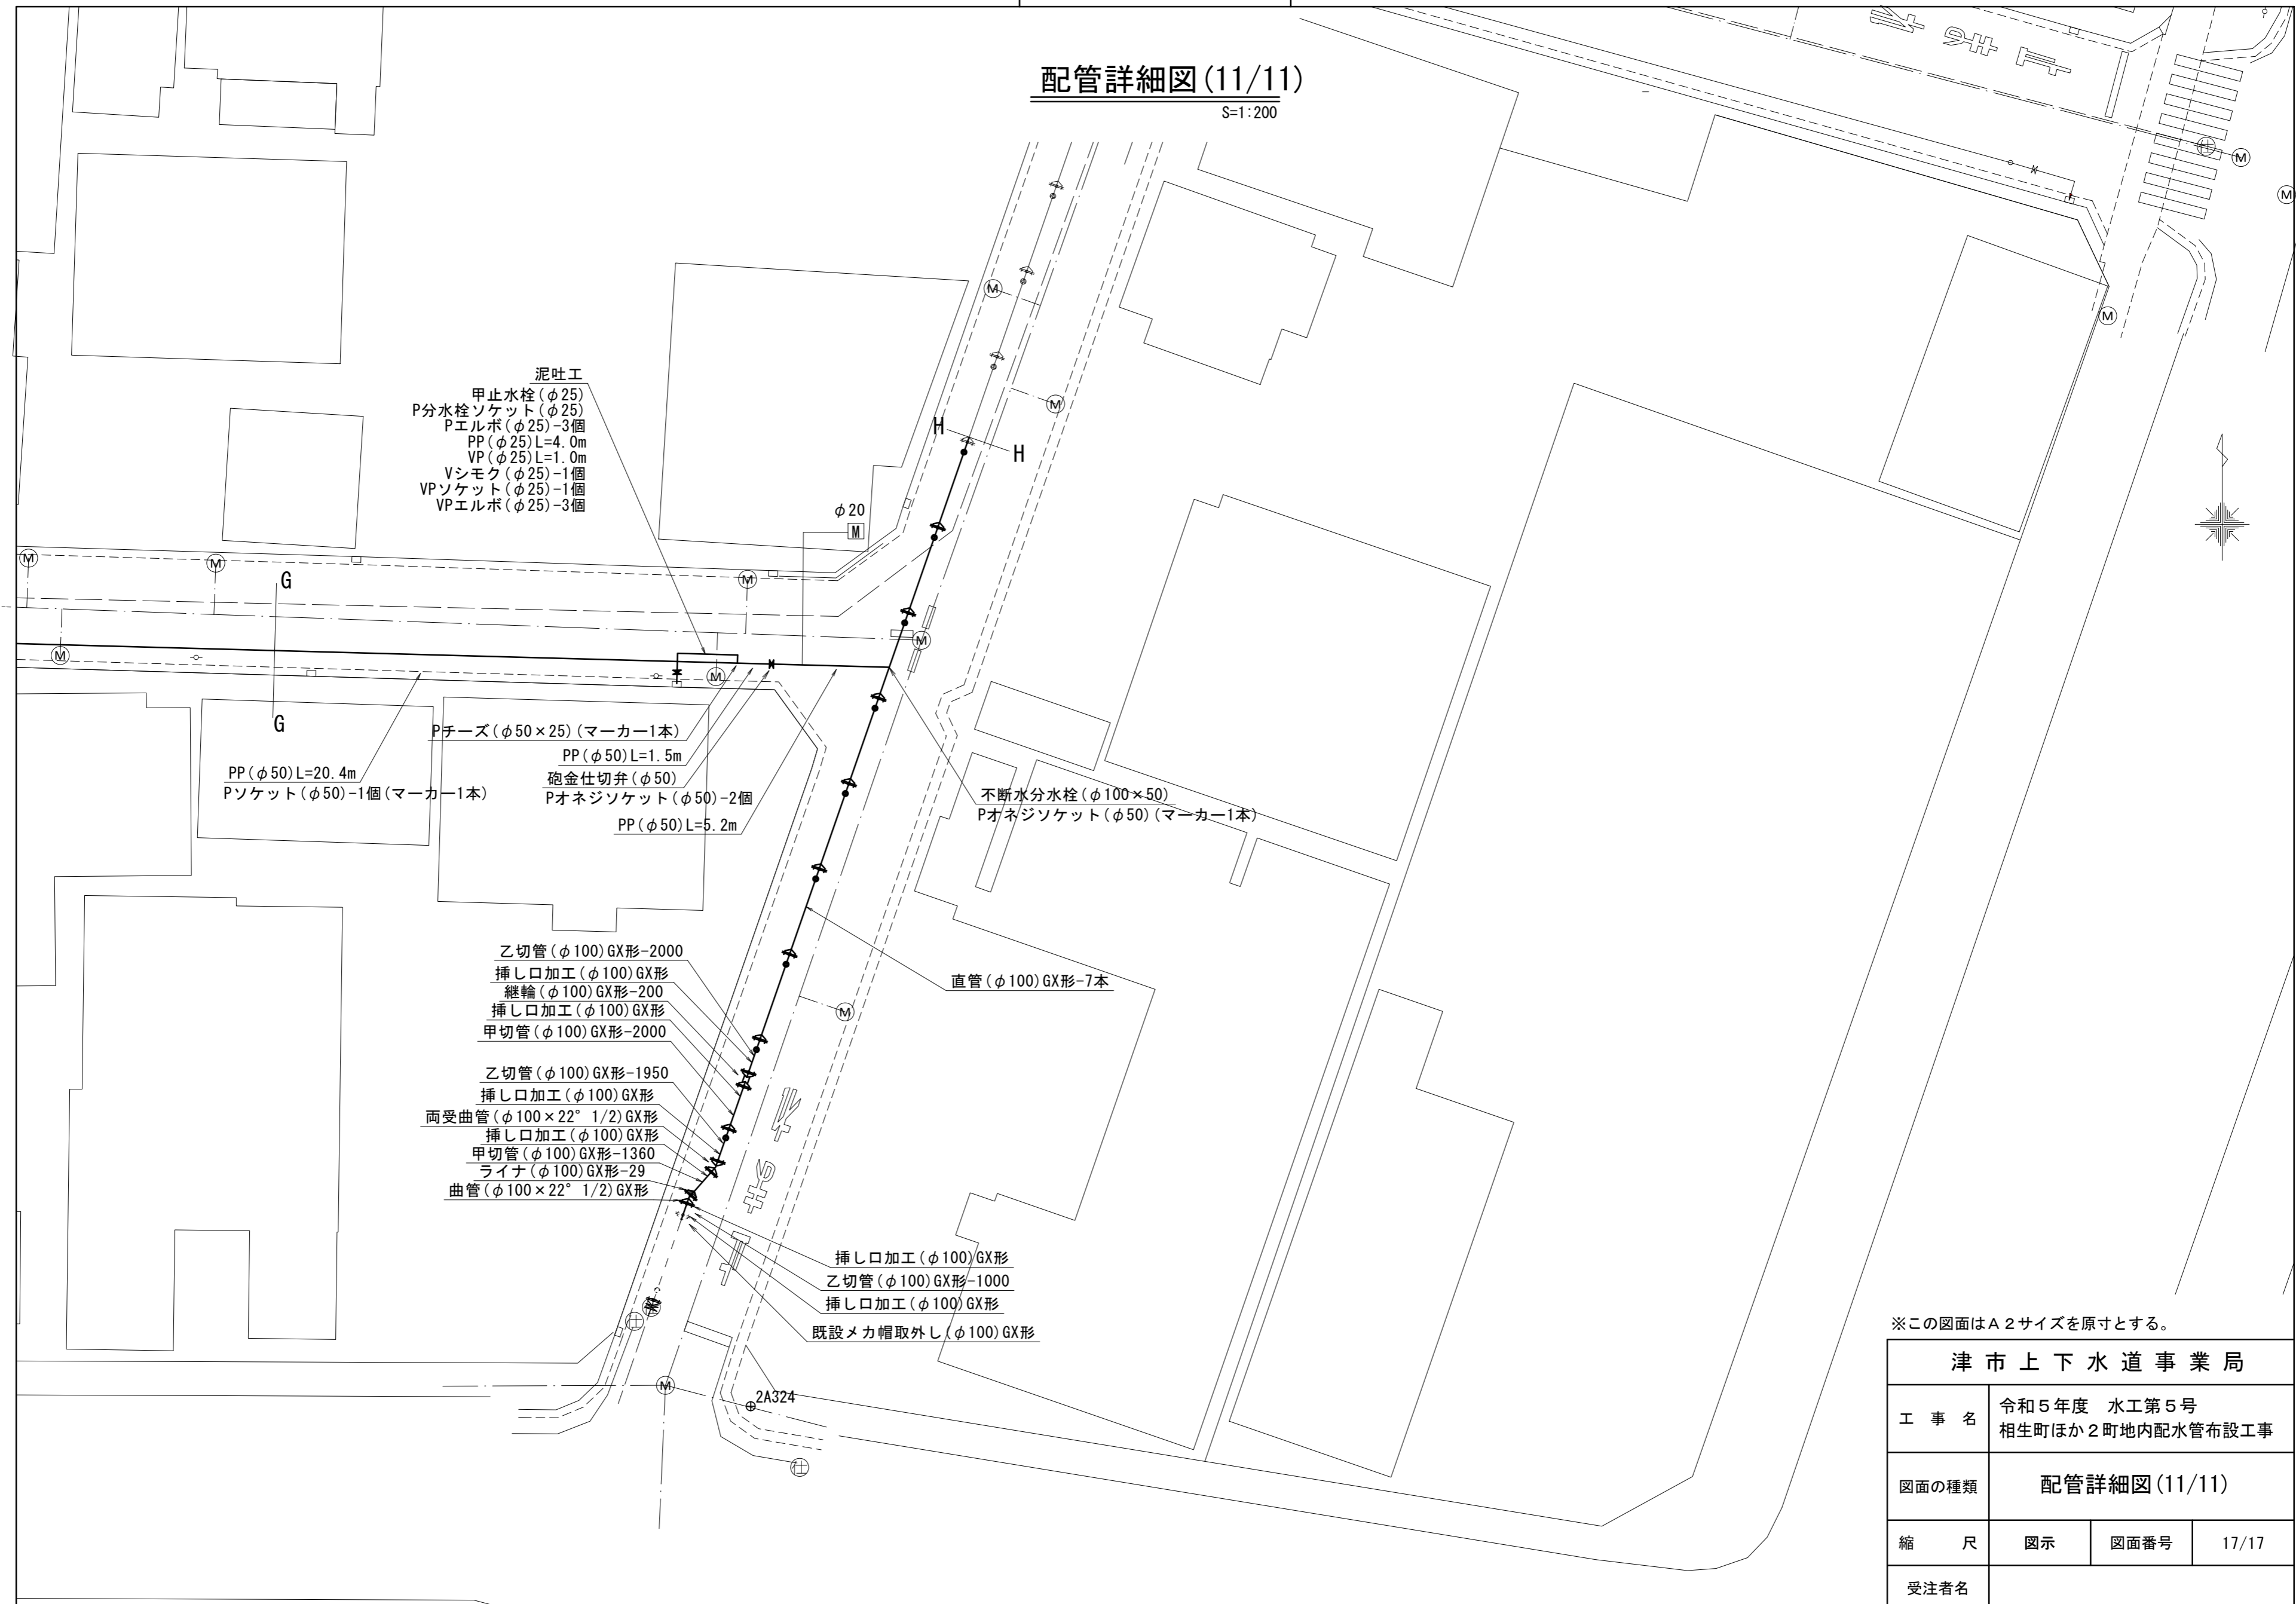 配管詳細図(11/11)
S=1:200
泥吐工
甲止水栓(φ25)
P分水栓ソケット(φ25)
Pエルボ(φ25)-3個
PP(φ25)L=4.0m
VP(φ25)L=1.0m
Vシモク(φ25)-1個
VPソケット(φ25)-1個
VPエルボ(φ25)-3個
φ20
M
H
H
G
G
M
M
M
M
M
M
M
M
M
M
M
M
M
M
仕
仕
仕
止
止
Pチーズ(φ50×25)(マーカー1本)
PP(φ50)L=1.5m
砲金仕切弁(φ50)
Pオネジソケット(φ50)-2個
PP(φ50)L=5.2m
PP(φ50)L=20.4m
Pソケット(φ50)-1個(マーカー1本)
不断水分水栓(φ100×50)
Pオネジソケット(φ50)(マーカー1本)
直管(φ100)GX形-7本
乙切管(φ100)GX形-2000
挿し口加工(φ100)GX形
継輪(φ100)GX形-200
挿し口加工(φ100)GX形
甲切管(φ100)GX形-2000
乙切管(φ100)GX形-1950
挿し口加工(φ100)GX形
両受曲管(φ100×22°1/2)GX形
挿し口加工(φ100)GX形
甲切管(φ100)GX形-1360
ライナ(φ100)GX形-29
曲管(φ100×22°1/2)GX形
挿し口加工(φ100)GX形
乙切管(φ100)GX形-1000
挿し口加工(φ100)GX形
既設メカ帽取外し(φ100)GX形
2A324
※この図面はA2サイズを原寸とする。
津市上下水道事業局
工事名
令和5年度 水工第5号
相生町ほか2町地内配水管布設工事
図面の種類
配管詳細図(11/11)
縮尺
図示
図面番号
17/17
受注者名